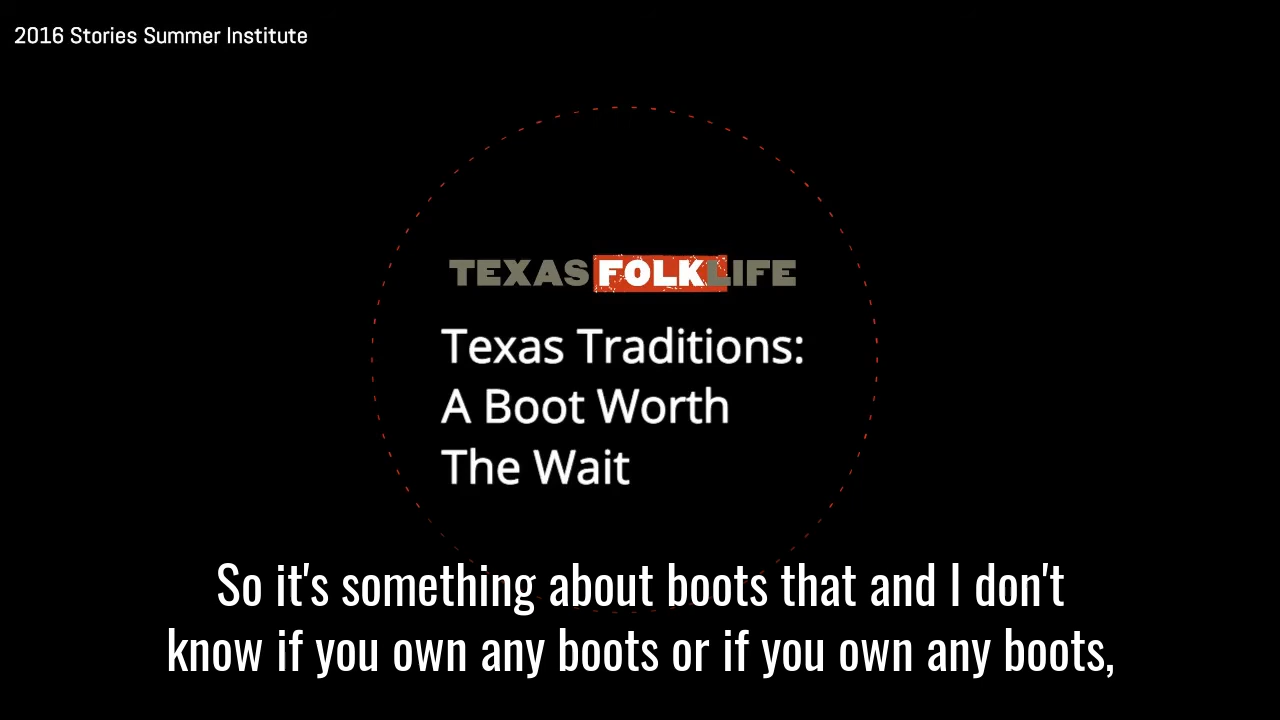 2016 Stories Summer Institute
TEXAS FOLKLIFE
Texas Traditions:
A Boot Worth
The Wait
So it's something about boots that and I don't
know if you own any boots or if you own any boots,